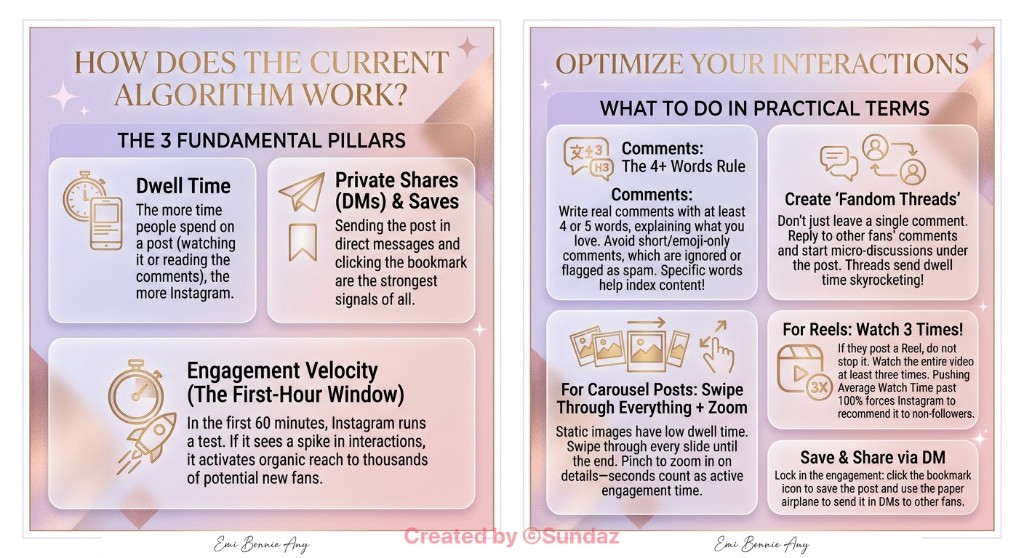 HOW DOES THE CURRENT
ALGORITHM WORK?
THE 3 FUNDAMENTAL PILLARS
Dwell Time
The more time
people spend on
a post (watching
it or reading the
comments), the
more Instagram.
Private Shares
(DMs) & Saves
Sending the post in
direct messages and
clicking the bookmark
are the strongest
signals of all.
Engagement Velocity
(The First-Hour Window)
In the first 60 minutes, Instagram runs
a test. If it sees a spike in interactions,
it activates organic reach to thousands
of potential new fans.
Emi Bonnie Any
OPTIMIZE YOUR INTERACTIONS
WHAT TO DO IN PRACTICAL TERMS
文 4 3
H3
Comments:
The 4+ Words Rule
Comments:
Write real comments with at least
4 or 5 words, explaining what you
love. Avoid short/emoji-only
comments, which are ignored or
flagged as spam. Specific words
help index content!
Create 'Fandom Threads'
Don't just leave a single comment.
Reply to other fans' comments
and start micro-discussions under
the post. Threads send dwell
time skyrocketing!
For Carousel Posts: Swipe
Through Everything + Zoom
Static images have low dwell time.
Swipe through every slide until
the end. Pinch to zoom in on
details—seconds count as active
engagement time.
For Reels: Watch 3 Times!
3X
If they post a Reel, do not
stop it. Watch the entire video
at least three times. Pushing
Average Watch Time past
100% forces Instagram to
recommend it to non-followers.
Save & Share via DM
Lock in the engagement: click the bookmark
icon to save the post and use the paper
airplane to send it in DMs to other fans.
Emi Bonnie Any
Created by ©Sundaz